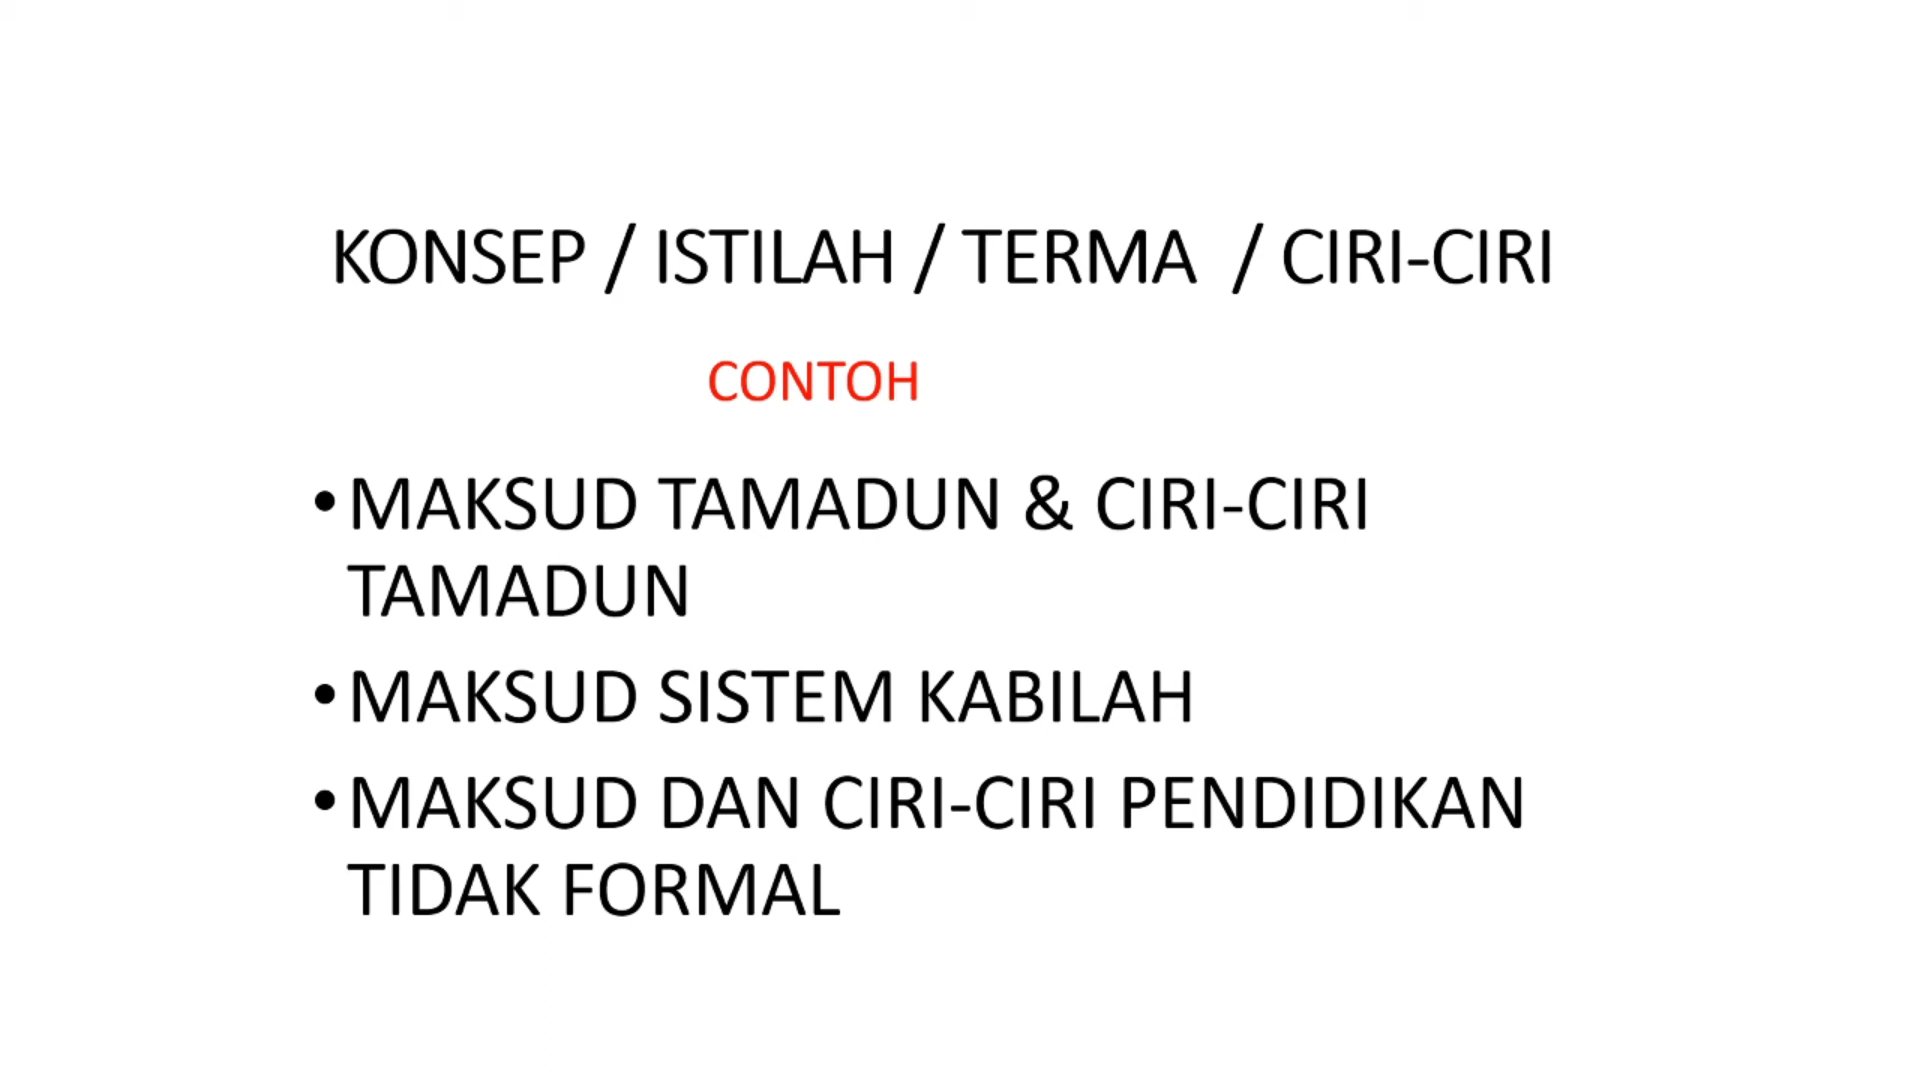 KONSEP / ISTILAH / TERMA / CIRI-CIRI
CONTOH
•MAKSUD TAMADUN & CIRI-CIRI
TAMADUN
•MAKSUD SISTEM KABILAH
•MAKSUD DAN CIRI-CIRI PENDIDIKAN
TIDAK FORMAL